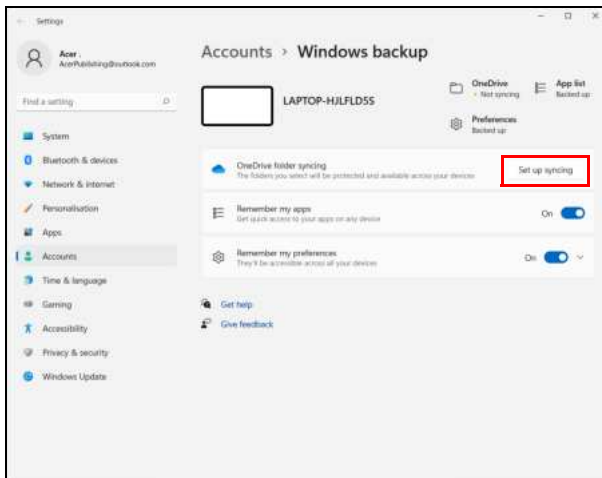 Settings
Acer .
AcerPublishing@outlook.com
Find a setting
System
Bluetooth & devices
Network & internet
Personalisation
Apps
Accounts
Time & language
Gaming
Accessibility
Privacy & security
Windows Update
Accounts > Windows backup
LAPTOP-HJLFLD5S
OneDrive
Not syncing
App list
Backed up
Preferences
Backed up
OneDrive folder syncing
The folders you select will be protected and available across your devices
Set up syncing
Remember my apps
Get quick access to your apps on any device
On
Remember my preferences
They'll be accessible across all your devices
On
Get help
Give feedback